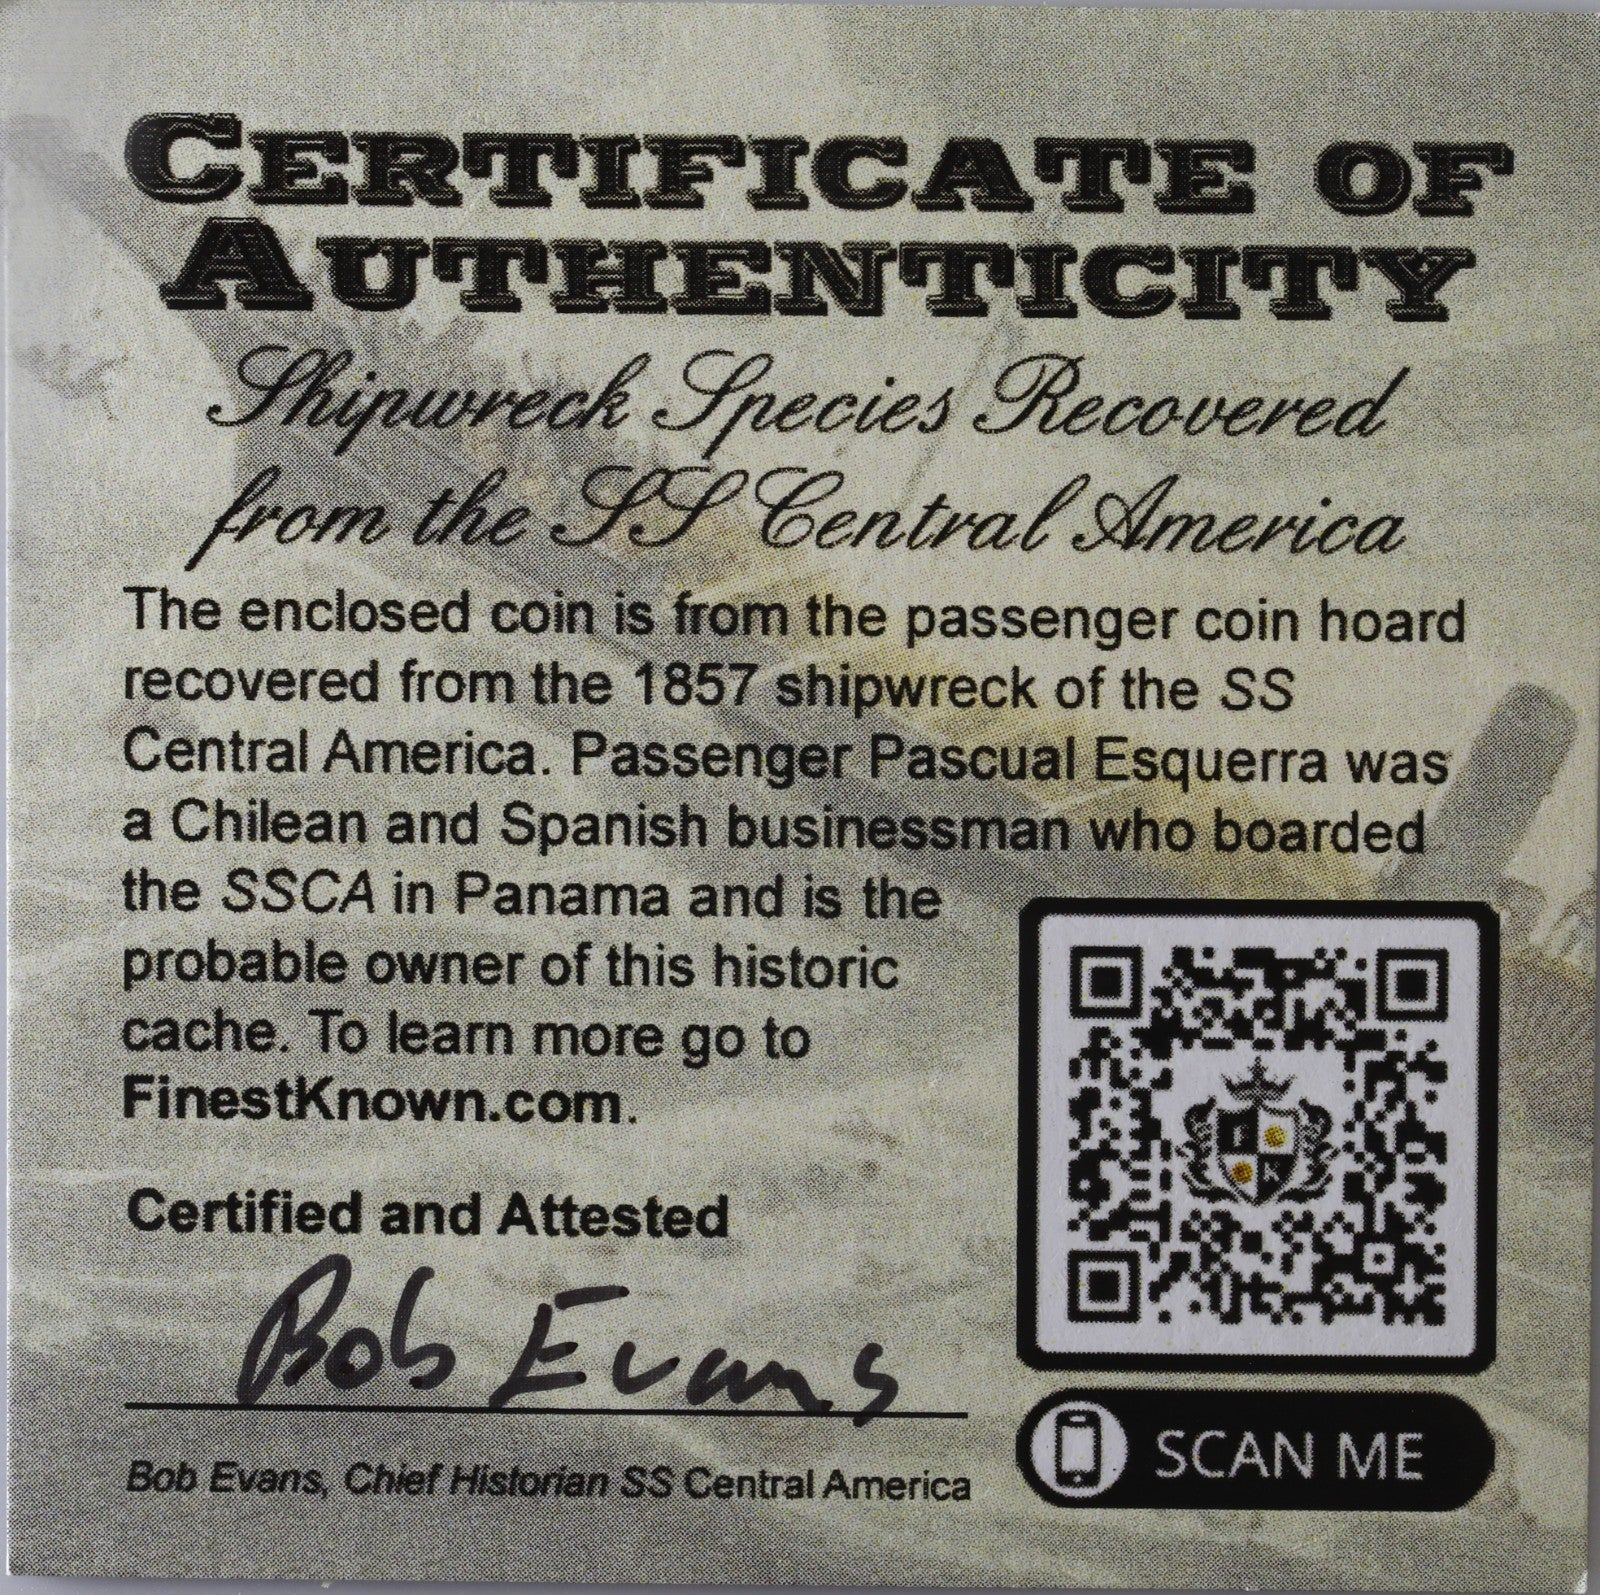 CERTIFICATE OF
AUTHENTICITY
Shipwreck Species Recovered
from the SS Central America
The enclosed coin is from the passenger coin hoard
recovered from the 1857 shipwreck of the SS
Central America. Passenger Pascual Esquerra was
a Chilean and Spanish businessman who boarded
the SSCA in Panama and is the
probable owner of this historic
cache. To learn more go to
FinestKnown.com.
Certified and Attested
Bob Evans
Bob Evans, Chief Historian SS Central America
F
K
SCAN ME